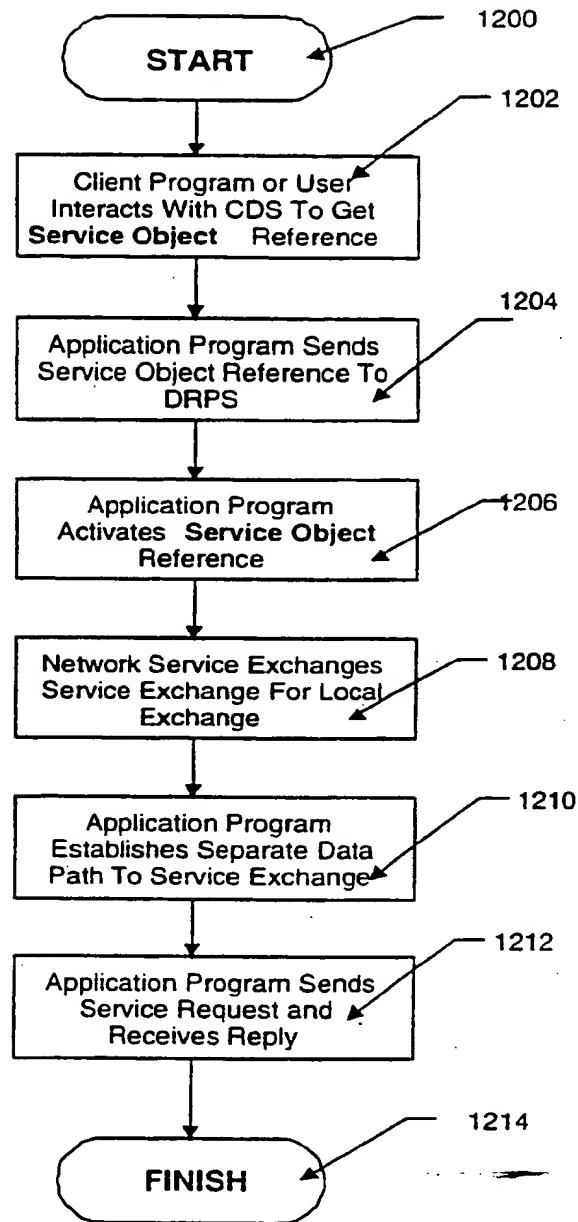 1200
START
1202
Client Program or User
Interacts With CDS To Get
Service Object Reference
1204
Application Program Sends
Service Object Reference To
DRPS
1206
Application Program
Activates Service Object
Reference
1208
Network Service Exchanges
Service Exchange For Local
Exchange
1210
Application Program
Establishes Separate Data
Path To Service Exchange
1212
Application Program Sends
Service Request and
Receives Reply
1214
FINISH